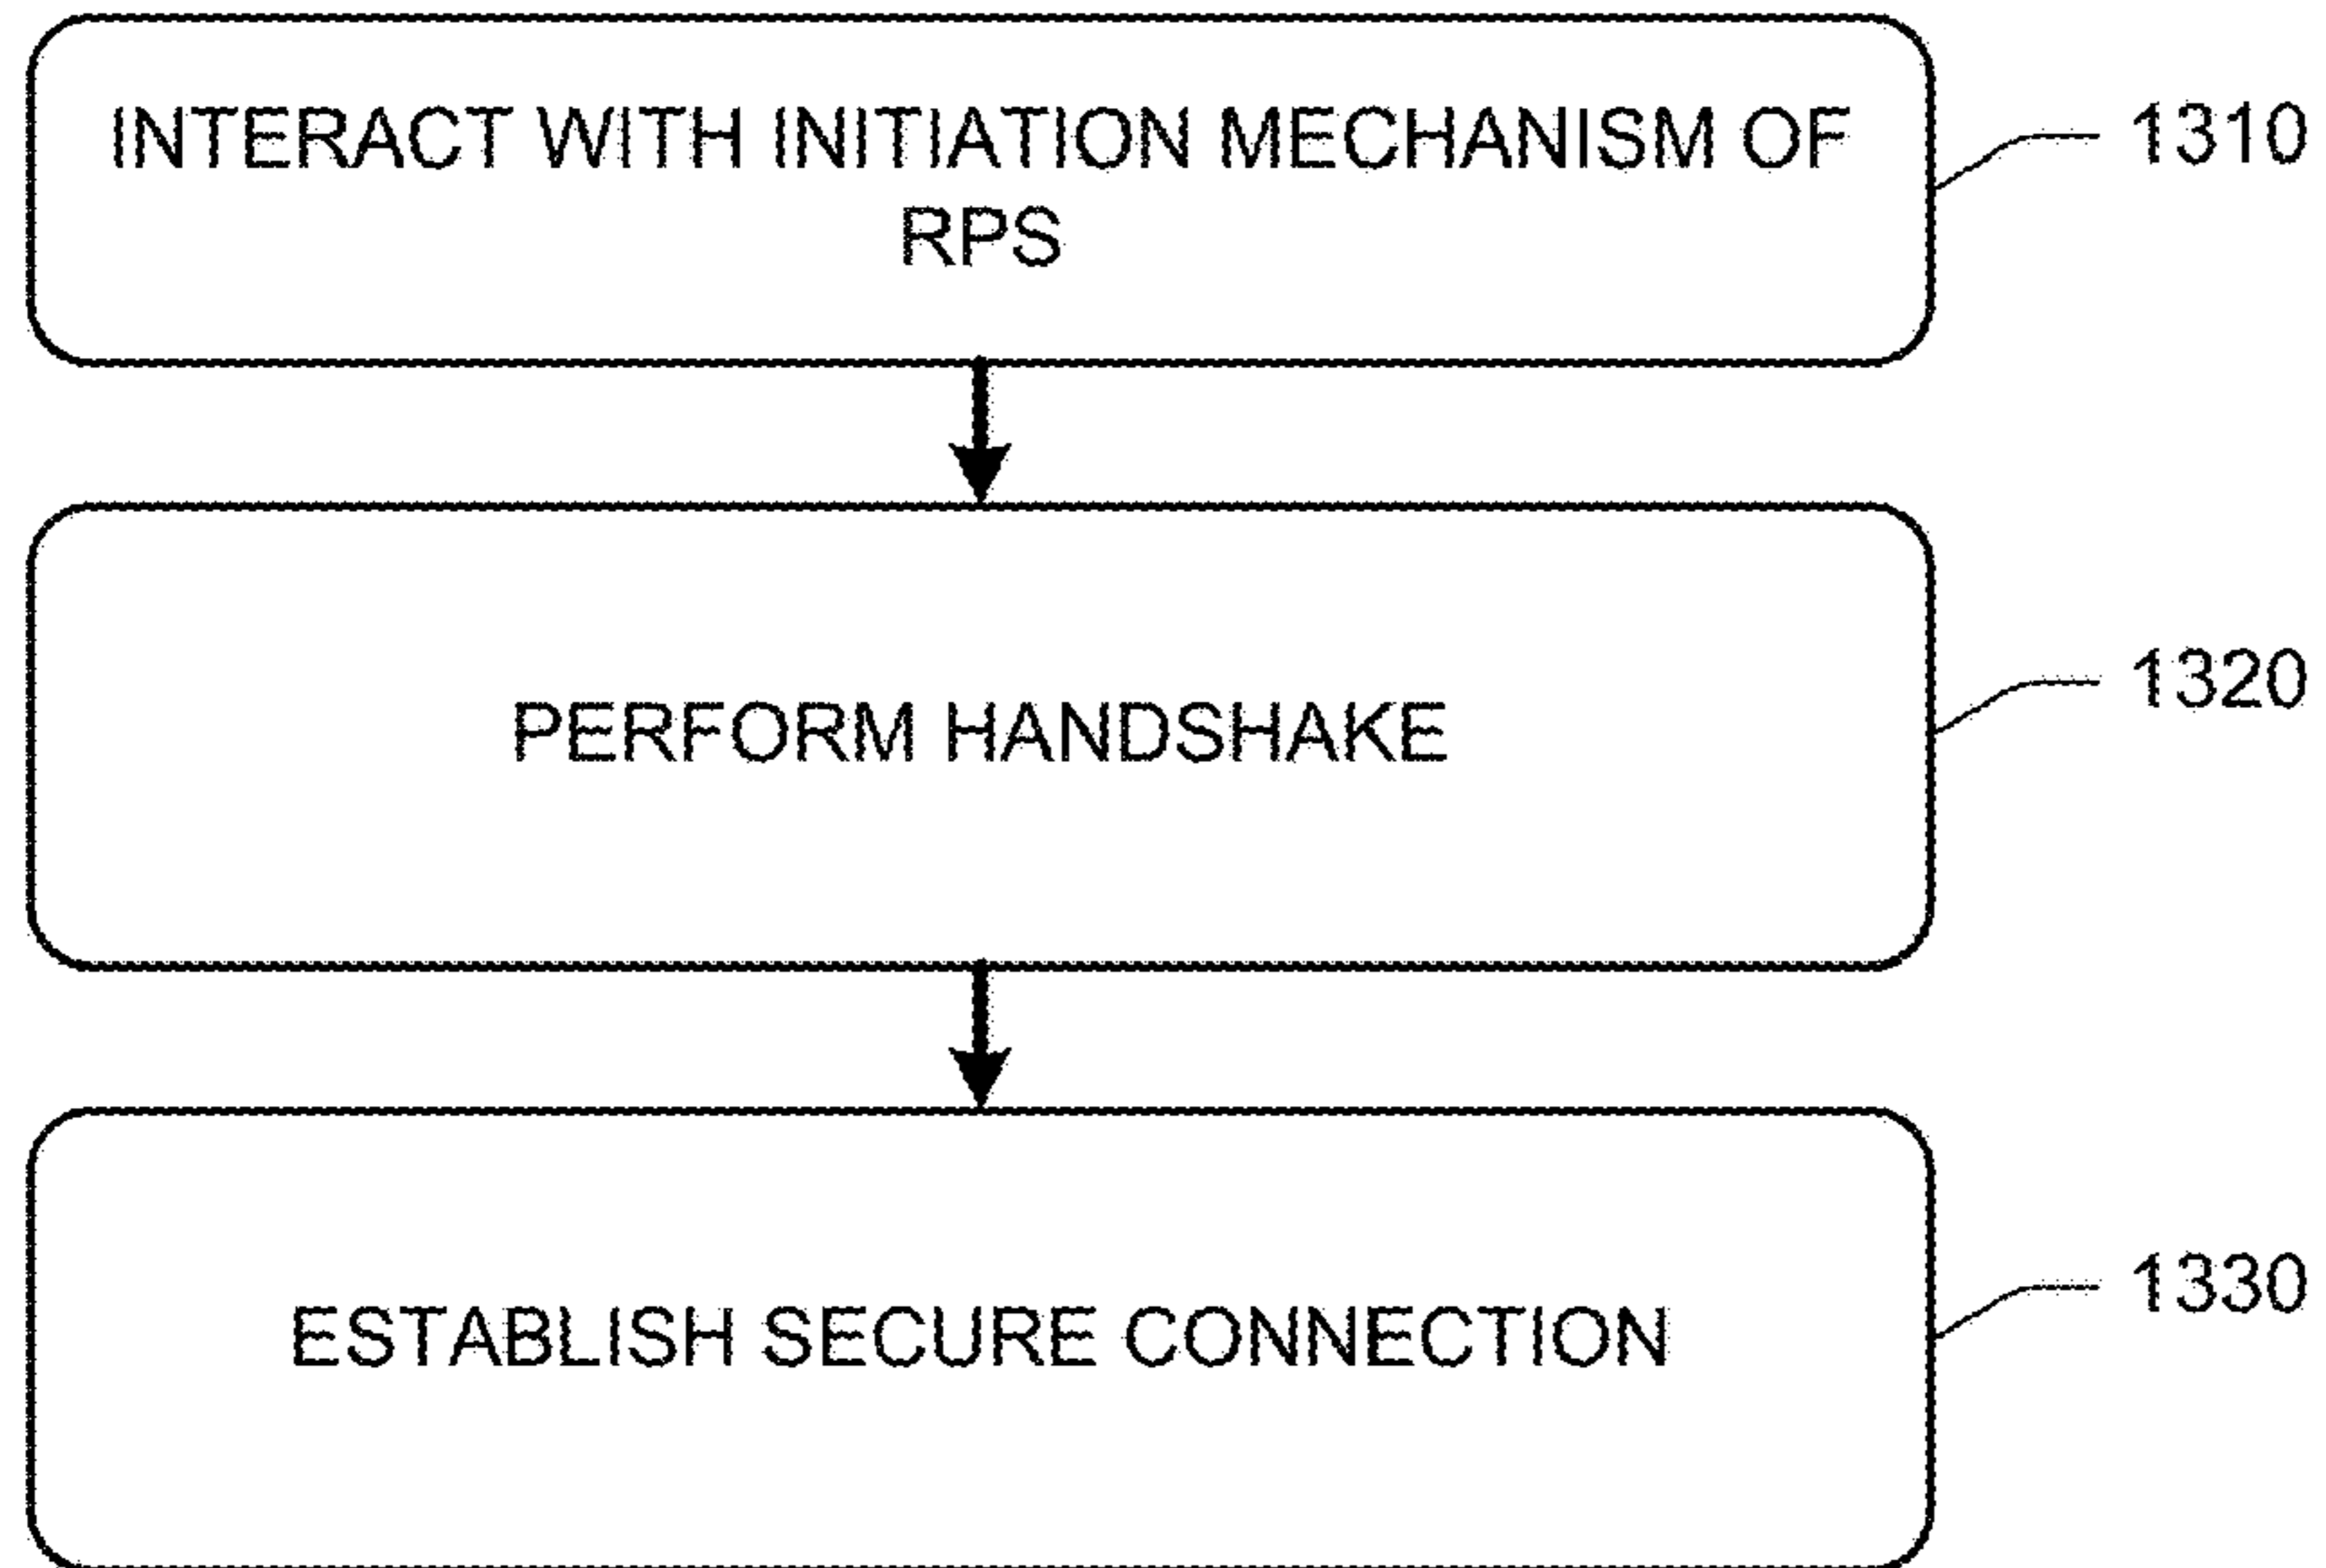 INTERACT WITH INITIATION MECHANISM OF
RPS
1310
PERFORM HANDSHAKE
1320
ESTABLISH SECURE CONNECTION
1330